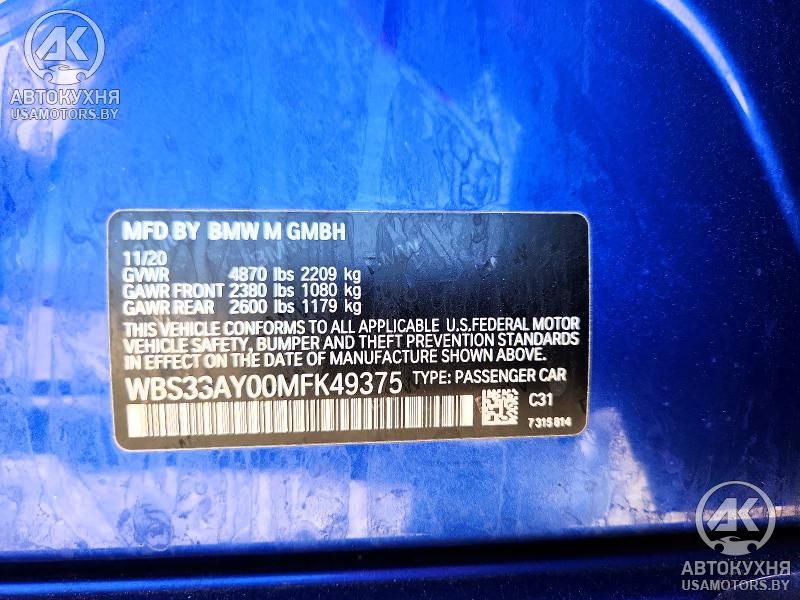 AK
АВТОКУХНЯ
USAMOTORS.BY
MFD BY BMW M GMBH
11/20
GVWR 4870 lbs 2209 kg
GAWR FRONT 2380 lbs 1080 kg
GAWR REAR 2600 lbs 1179 kg
THIS VEHICLE CONFORMS TO ALL APPLICABLE U.S.FEDERAL MOTOR
VEHICLE SAFETY, BUMPER AND THEFT PREVENTION STANDARDS
IN EFFECT ON THE DATE OF MANUFACTURE SHOWN ABOVE.
WBS33AY00MFK49375 TYPE: PASSENGER CAR
C31
7315814
AK
АВТОКУХНЯ
USAMOTORS.BY